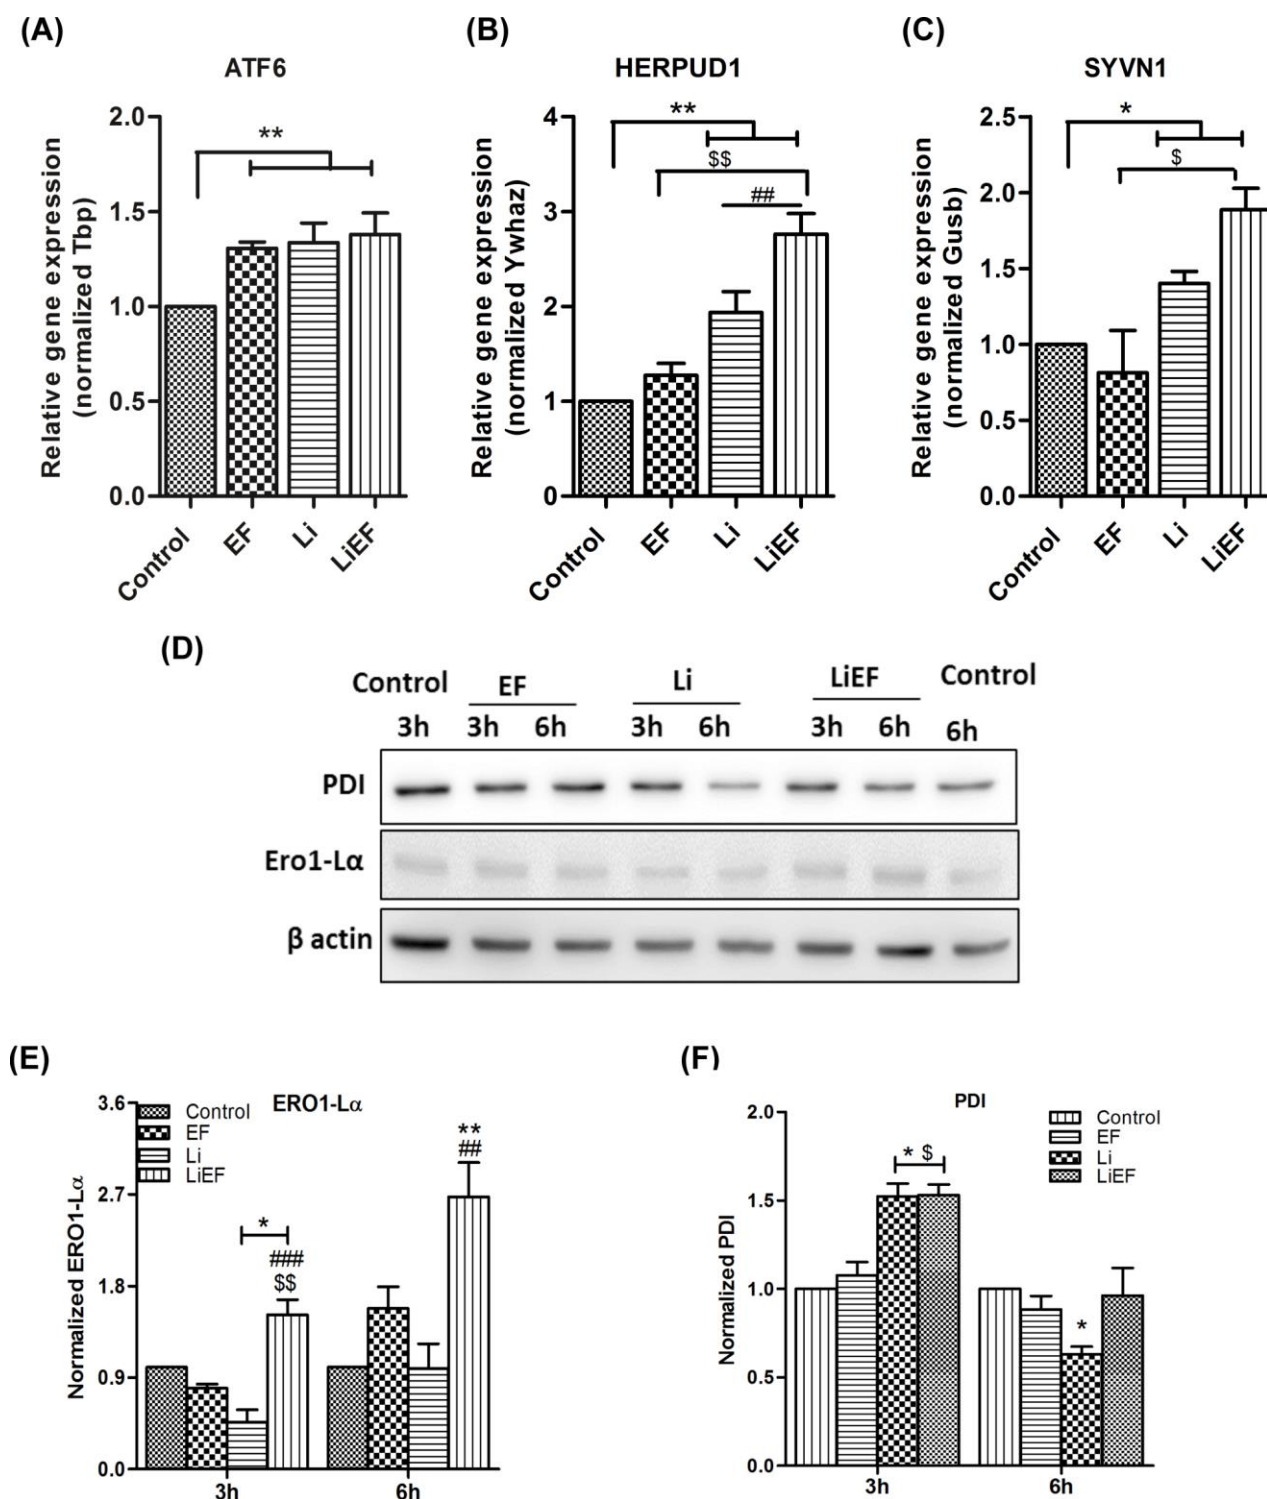 (A)
ATF6
Relative gene expression
(normalized Tbp)
2.0
1.5
1.0
0.5
0.0
**
Control
EF
Li
LiEF
(B)
HERPUD1
Relative gene expression
(normalized Ywhaz)
4
3
2
1
0
**
$$
##
Control
EF
Li
LiEF
(C)
SYVN1
Relative gene expression
(normalized Gusb)
2.5
2.0
1.5
1.0
0.5
0.0
*
$
Control
EF
Li
LiEF
(D)
Control EF Li LiEF Control
3h 3h 6h 3h 6h 3h 6h 6h
PDI
Ero1-Lα
β actin
(E)
ERO1-Lα
Normalized ERO1-Lα
3.6
2.7
1.8
0.9
0.0
Control
EF
Li
LiEF
*
###
$$
**
##
3h 6h
(F)
PDI
Normalized PDI
2.0
1.5
1.0
0.5
0.0
Control
EF
Li
LiEF
* $
*
3h 6h